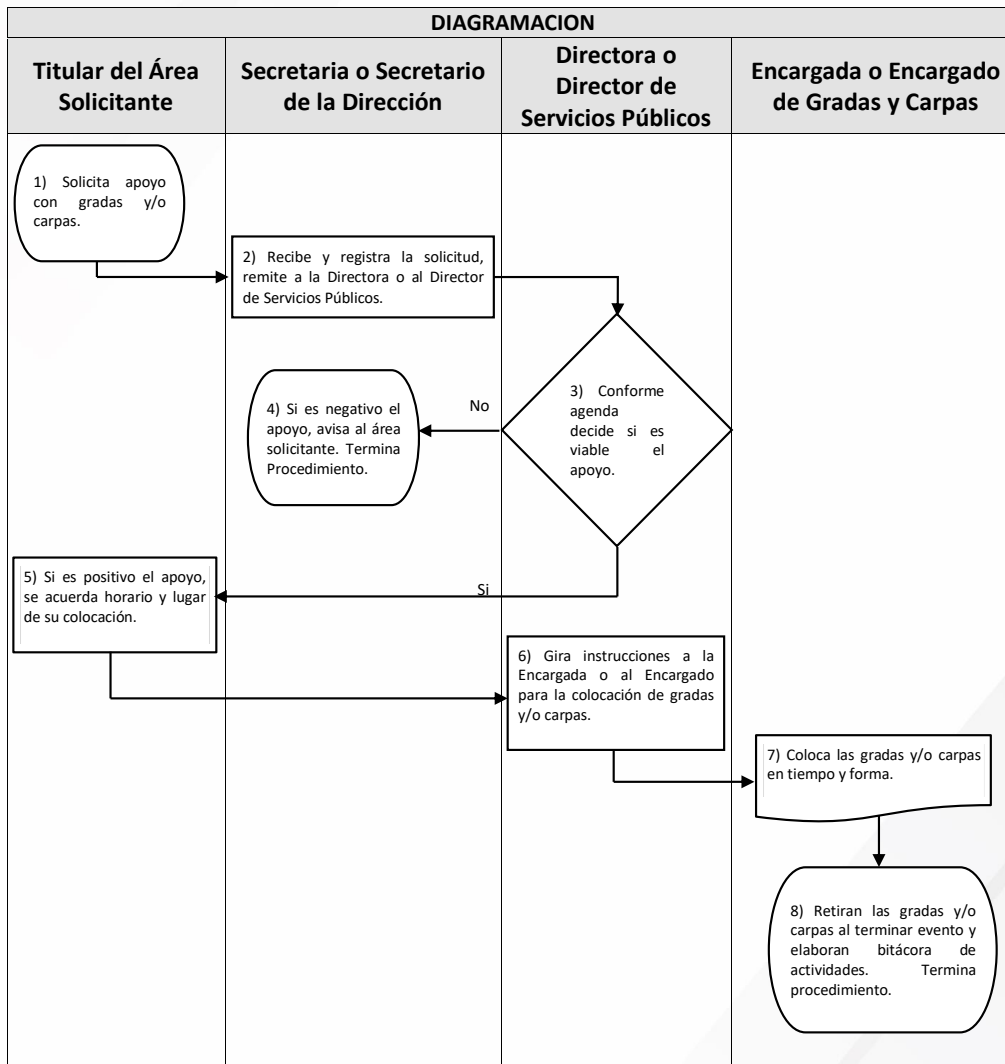 DIAGRAMACION
Titular del Área
Solicitante
Secretaria o Secretario
de la Dirección
Directora o
Director de
Servicios Públicos
Encargada o Encargado
de Gradas y Carpas
1) Solicita apoyo
con gradas y/o
carpas.
2) Recibe y registra la solicitud,
remite a la Directora o al Director
de Servicios Públicos.
3) Conforme
agenda
decide si es
viable el
apoyo.
No
4) Si es negativo el
apoyo, avisa al área
solicitante. Termina
Procedimiento.
Si
5) Si es positivo el apoyo,
se acuerda horario y lugar
de su colocación.
6) Gira instrucciones a la
Encargada o al Encargado
para la colocación de gradas
y/o carpas.
7) Coloca las gradas y/o carpas
en tiempo y forma.
8) Retiran las gradas y/o
carpas al terminar evento y
elaboran bitácora de
actividades. Termina
procedimiento.